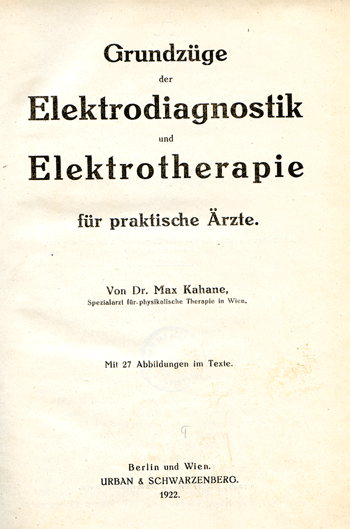 Grundzüge
der
Elektrodiagnostik
und
Elektrotherapie
für praktische Ärzte.
Von Dr. Max Kahane,
Spezialarzt für physikalische Therapie in Wien.
Mit 27 Abbildungen im Texte.
9
Berlin und Wien.
URBAN & SCHWARZENBERG.
1922.